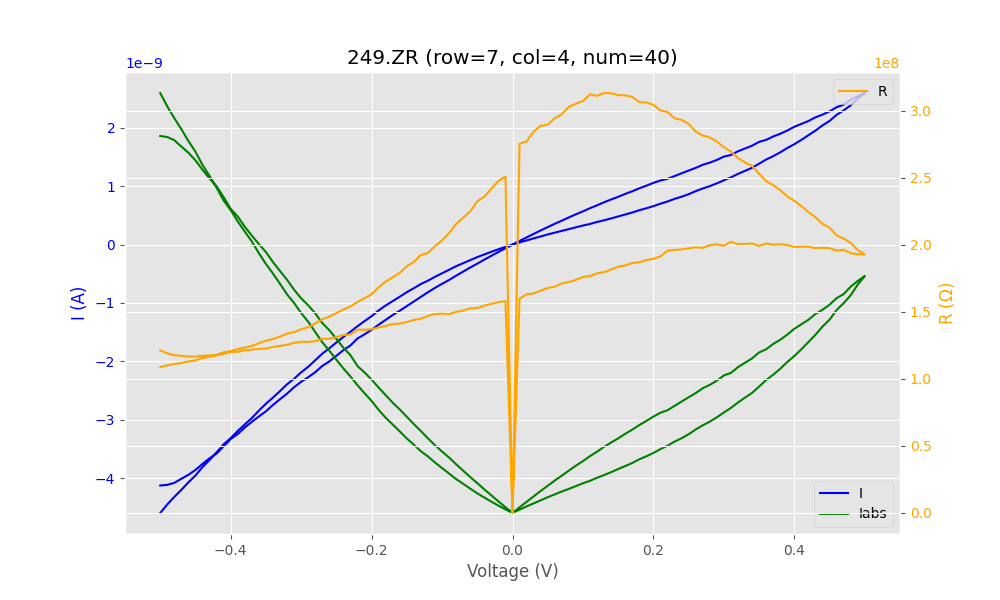 249.ZR (row=7, col=4, num=40)
1e−9
1e8
R
2
1
0
−1
−2
−3
−4
I (A)
3.0
2.5
2.0
1.5
1.0
0.5
0.0
R (Ω)
I
Iabs
−0.4
−0.2
0.0
0.2
0.4
Voltage (V)